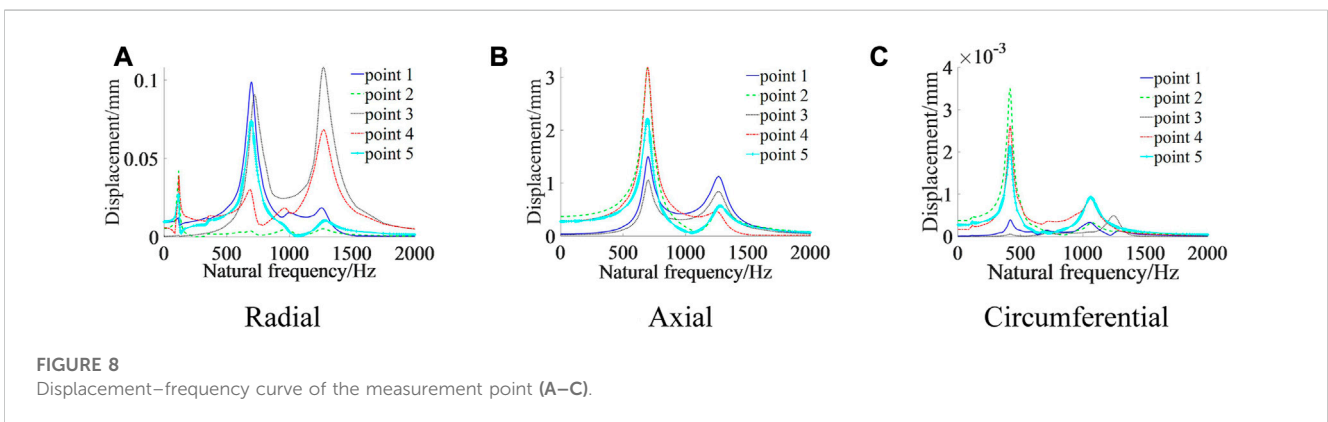 A
B
C
Displacement/mm
0.1
0.05
0
point 1
point 2
point 3
point 4
point 5
0 500 1000 1500 2000
Natural frequency/Hz
Radial
Displacement/mm
3
2
1
0
point 1
point 2
point 3
point 4
point 5
0 500 1000 1500 2000
Natural frequency/Hz
Axial
×10⁻³
Displacement/mm
4
3
2
1
0
point 1
point 2
point 3
point 4
point 5
0 500 1000 1500 2000
Natural frequency/Hz
Circumferential
FIGURE 8
Displacement–frequency curve of the measurement point (A–C).